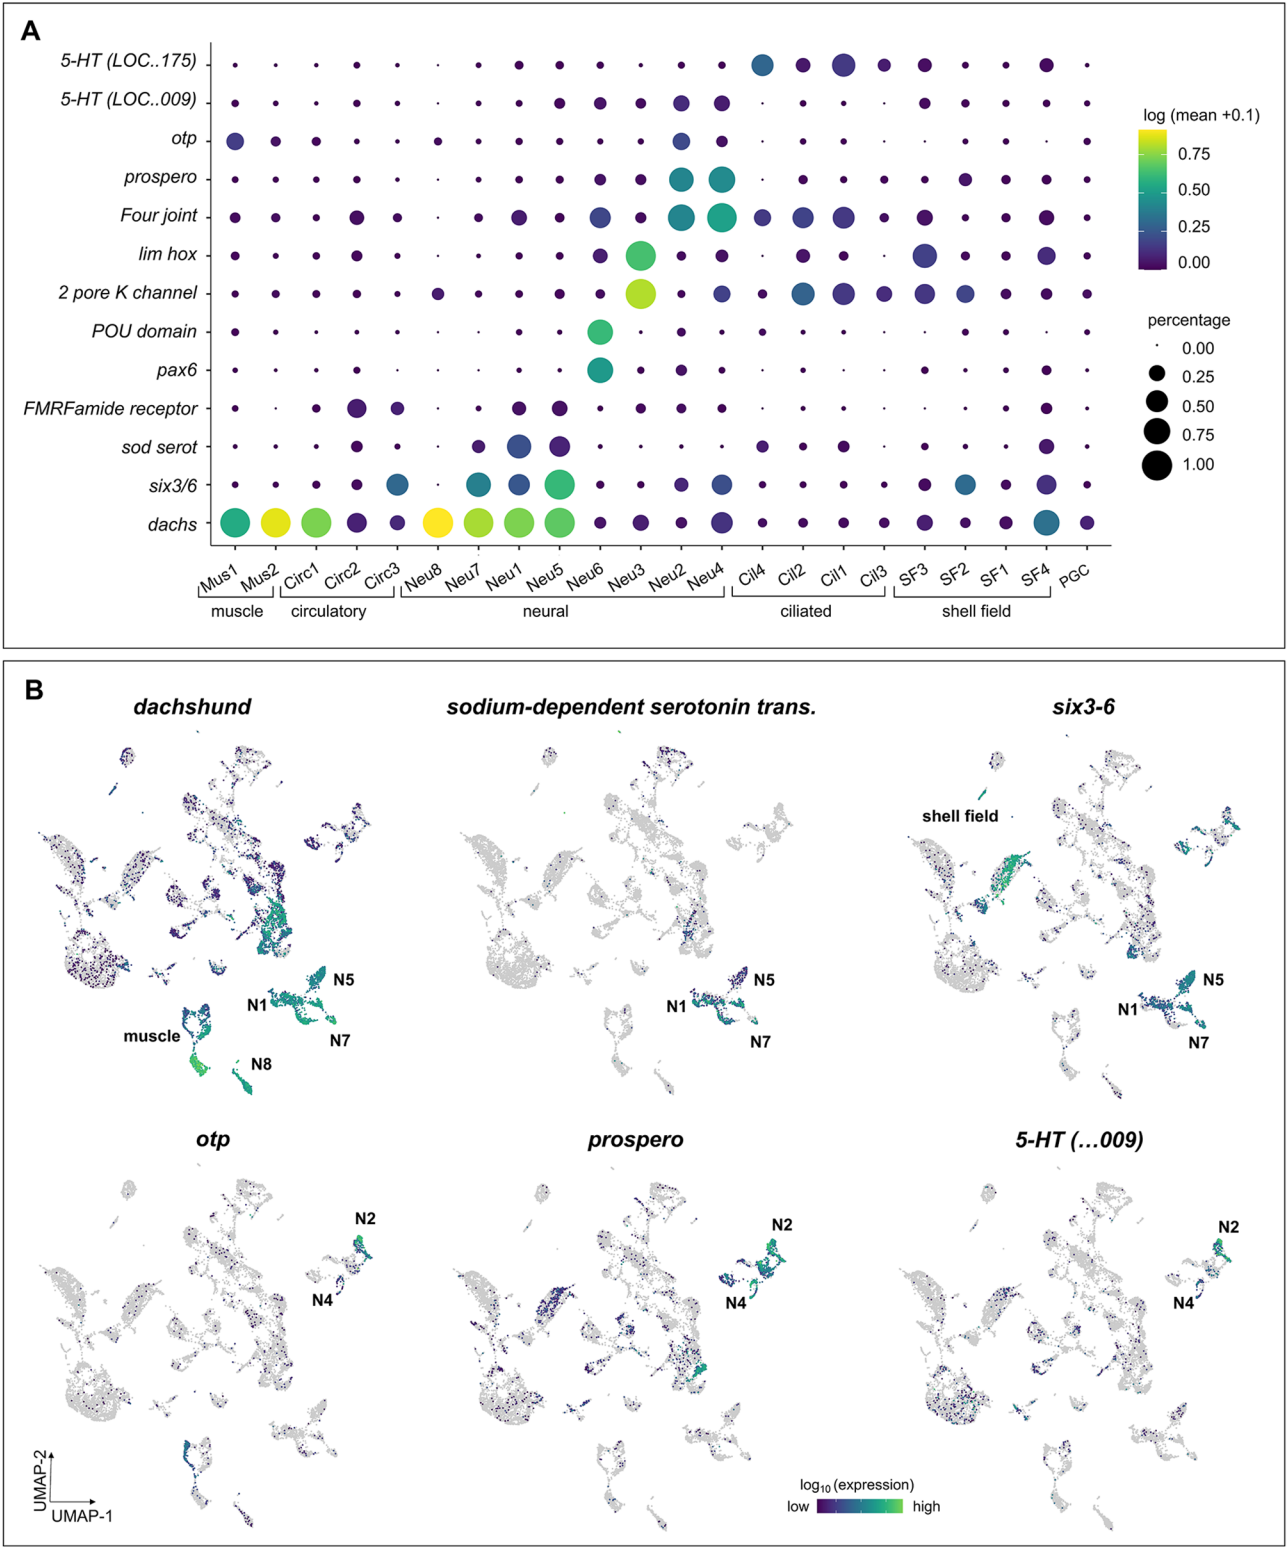 A
5-HT (LOC..175)
5-HT (LOC..009)
otp
prospero
Four joint
lim hox
2 pore K channel
POU domain
pax6
FMRFamide receptor
sod serot
six3/6
dachs
Mus1 Mus2 Circ1 Circ2 Circ3 Neu8 Neu7 Neu1 Neu5 Neu6 Neu3 Neu2 Neu4 Cil4 Cil2 Cil1 Cil3 SF3 SF2 SF1 SF4 PGC
muscle circulatory neural ciliated shell field
log (mean +0.1)
0.75
0.50
0.25
0.00
percentage
0.00
0.25
0.50
0.75
1.00
B
dachshund
N5
N1
N7
muscle
N8
sodium-dependent serotonin trans.
N5
N1
N7
six3-6
shell field
N5
N1
N7
otp
N2
N4
prospero
N2
N4
5-HT (...009)
N2
N4
UMAP-2
UMAP-1
log10 (expression)
low high